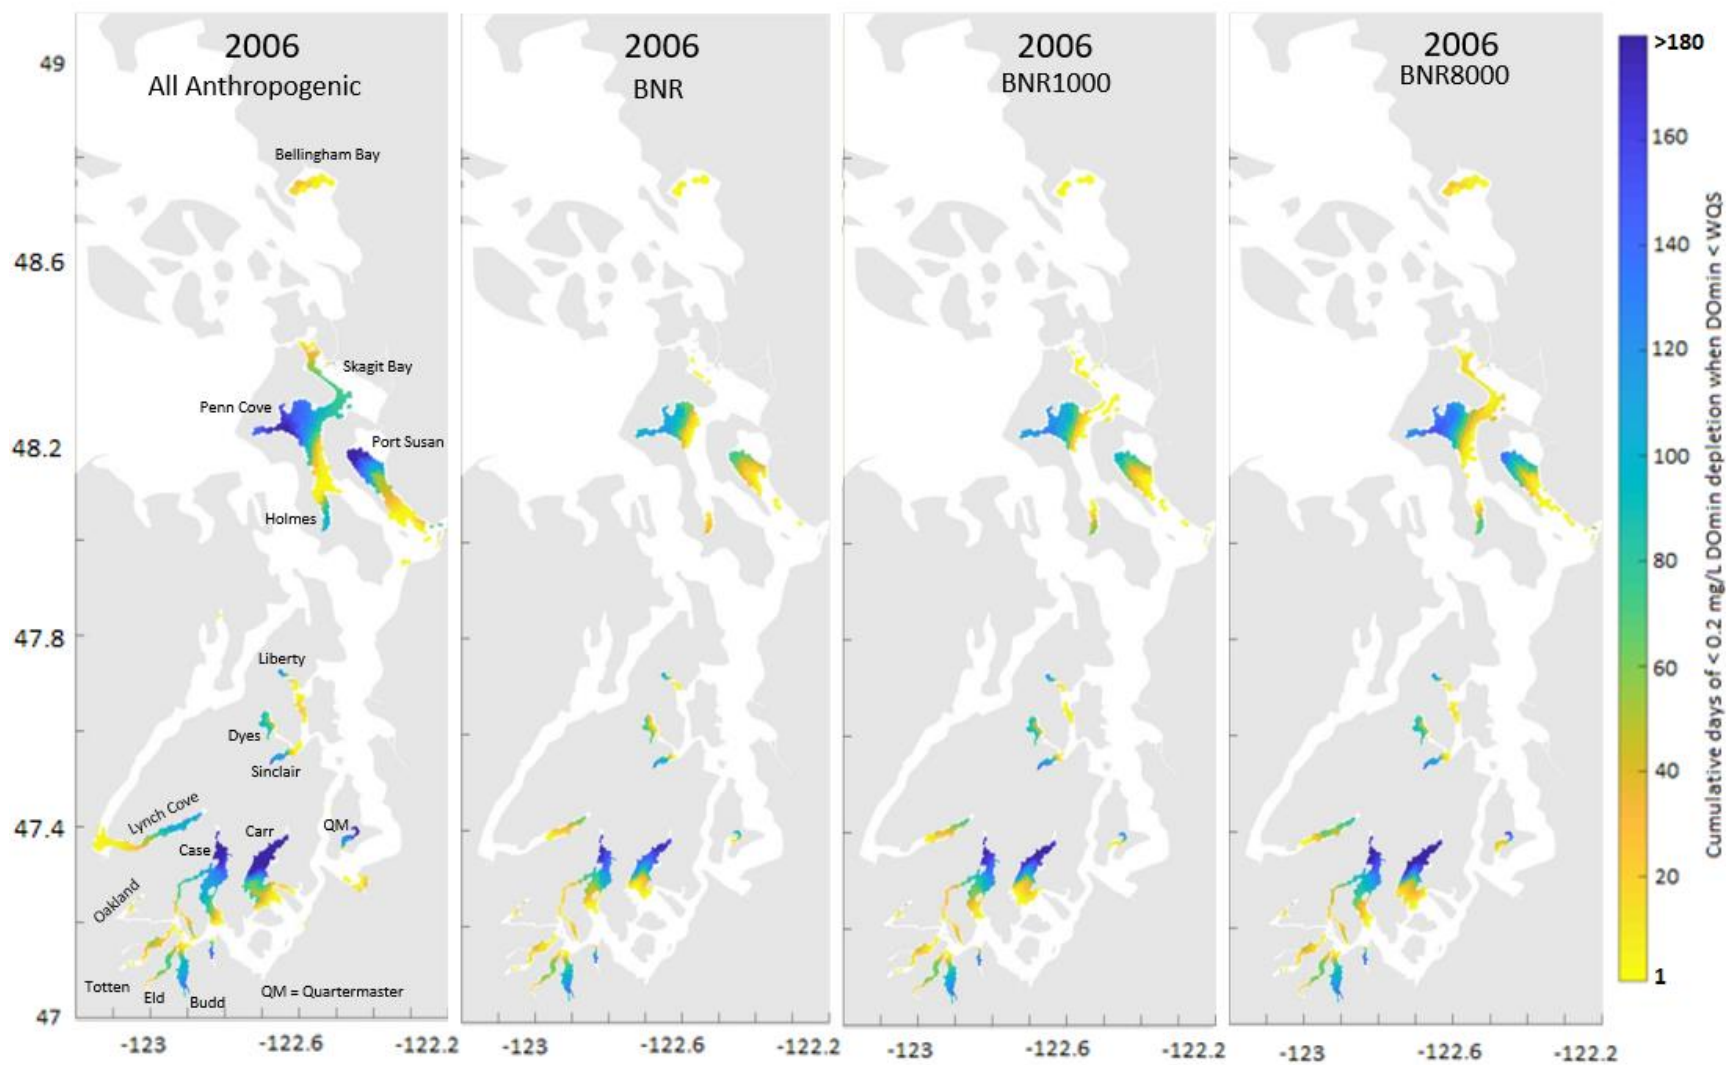 2006
All Anthropogenic
2006
BNR
2006
BNR1000
2006
BNR8000
49
48.6
48.2
47.8
47.4
47
Bellingham Bay
Skagit Bay
Penn Cove
Port Susan
Holmes
Liberty
Dyes
Sinclair
Lynch Cove
Carr
QM
Case
Oakland
Totten
Eld
Budd
QM = Quartermaster
-123
-122.6
-122.2
-123
-122.6
-122.2
-123
-122.6
-122.2
-123
-122.6
-122.2
>180
160
140
120
100
80
60
40
20
1
Cumulative days of < 0.2 mg/L DOmin depletion when DOmin < WQS